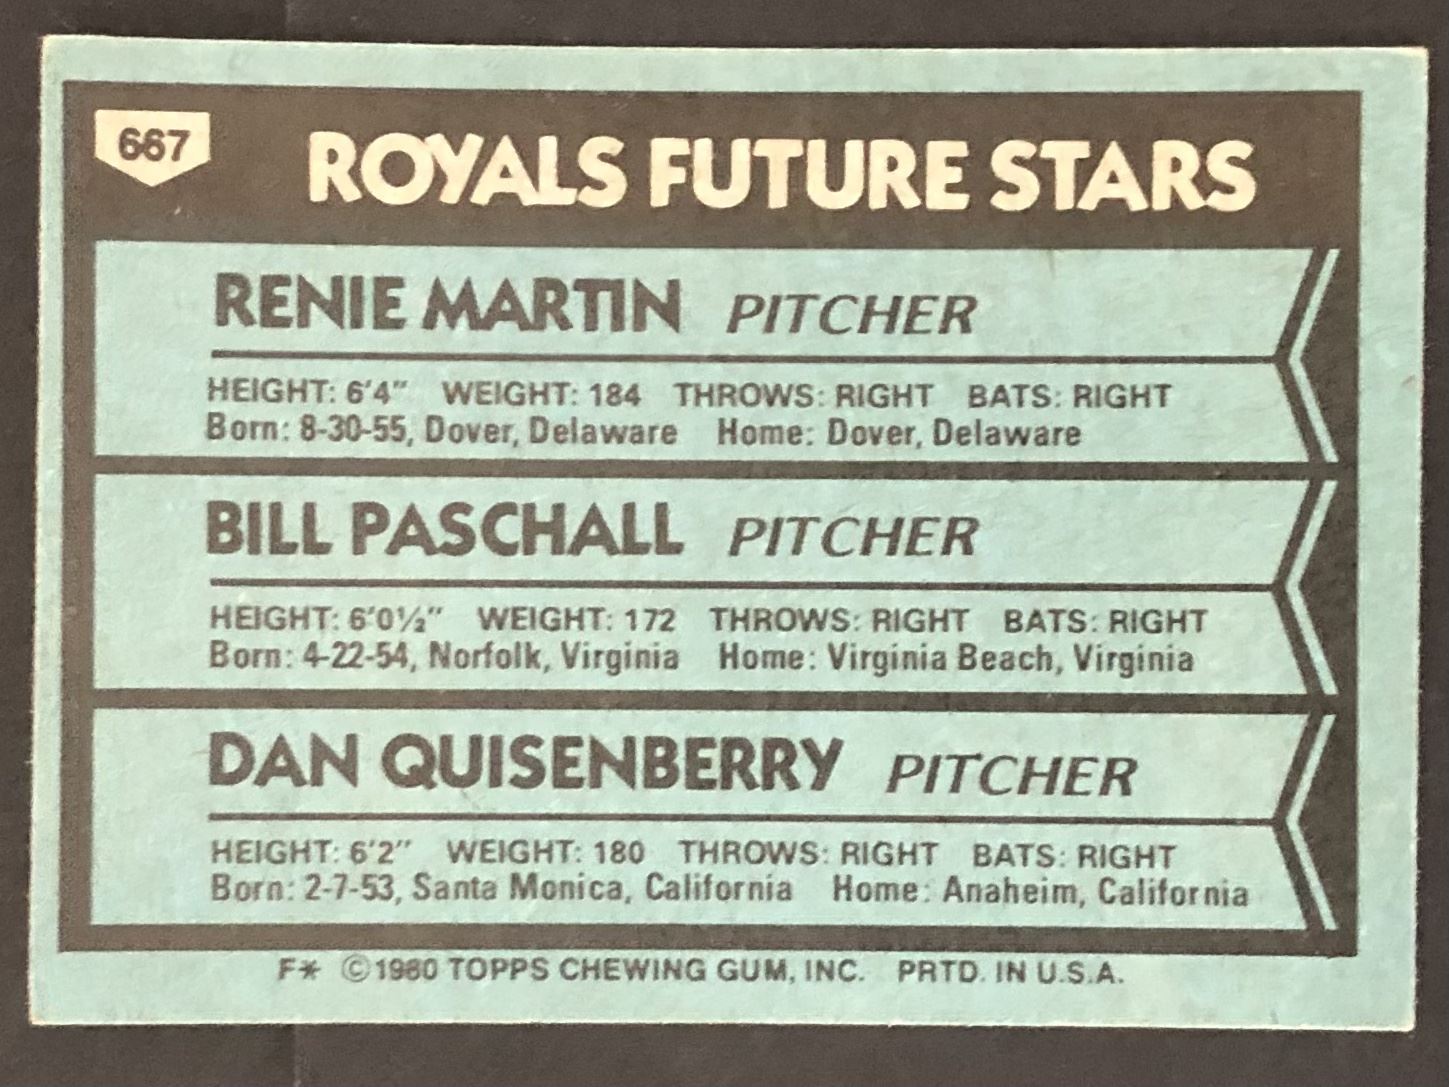 667
ROYALS FUTURE STARS
RENIE MARTIN PITCHER
HEIGHT: 6'4" WEIGHT: 184 THROWS: RIGHT BATS: RIGHT
Born: 8-30-55, Dover, Delaware Home: Dover, Delaware
BILL PASCHALL PITCHER
HEIGHT: 6'0½" WEIGHT: 172 THROWS: RIGHT BATS: RIGHT
Born: 4-22-54, Norfolk, Virginia Home: Virginia Beach, Virginia
DAN QUISENBERRY PITCHER
HEIGHT: 6'2" WEIGHT: 180 THROWS: RIGHT BATS: RIGHT
Born: 2-7-53, Santa Monica, California Home: Anaheim, California
F* ©1980 TOPPS CHEWING GUM, INC. PRTD. IN U.S.A.